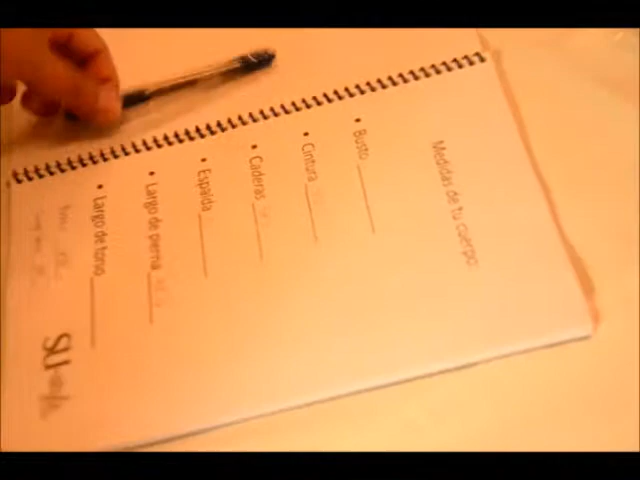 Medidas de tu cuerpo:
• Busto
• Cintura
• Caderas
• Espalda
• Largo de pierna
• Largo de torso
SU